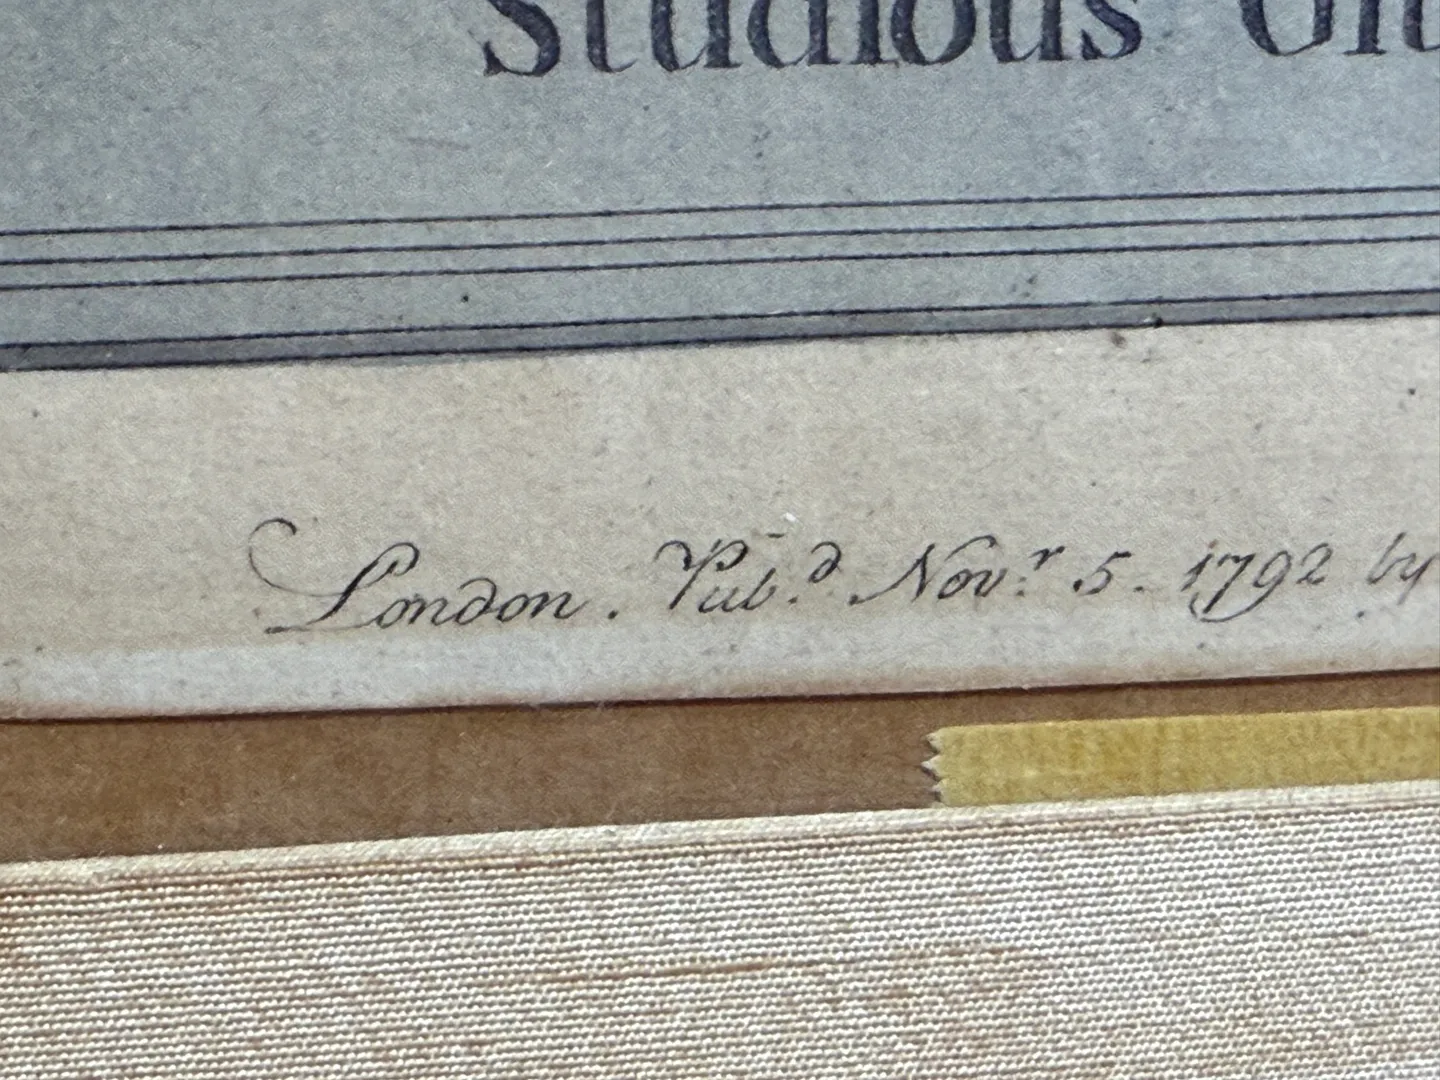 Studious
London. Pub.d Nov.r 5. 1792 by